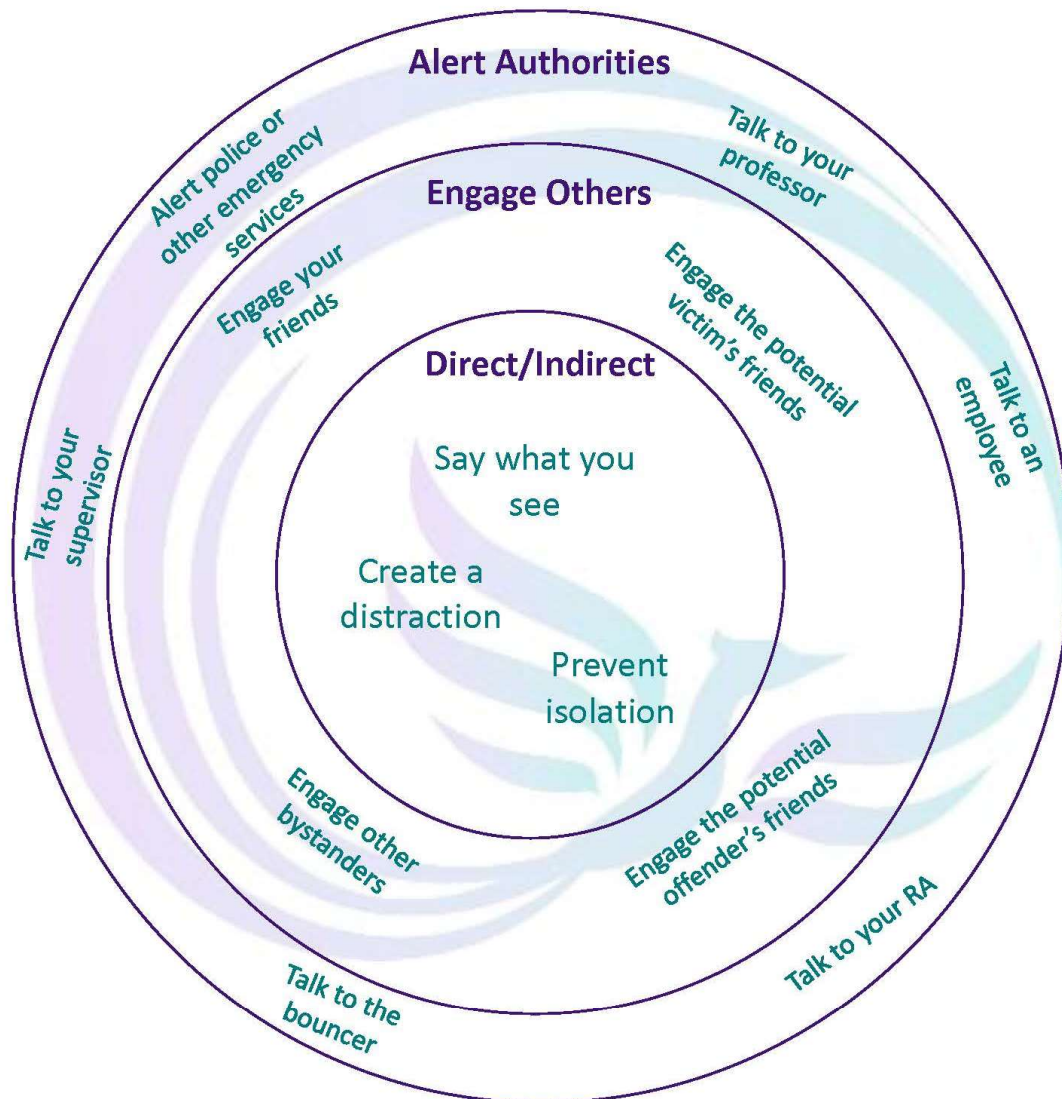 Alert Authorities
Alert police or
other emergency
services
Talk to your
professor
Talk to your
supervisor
Talk to an
employee
Talk to the
bouncer
Talk to your RA
Engage Others
Engage your
friends
Engage the potential
victim's friends
Engage other
bystanders
Engage the potential
offender's friends
Direct/Indirect
Say what you
see
Create a
distraction
Prevent
isolation